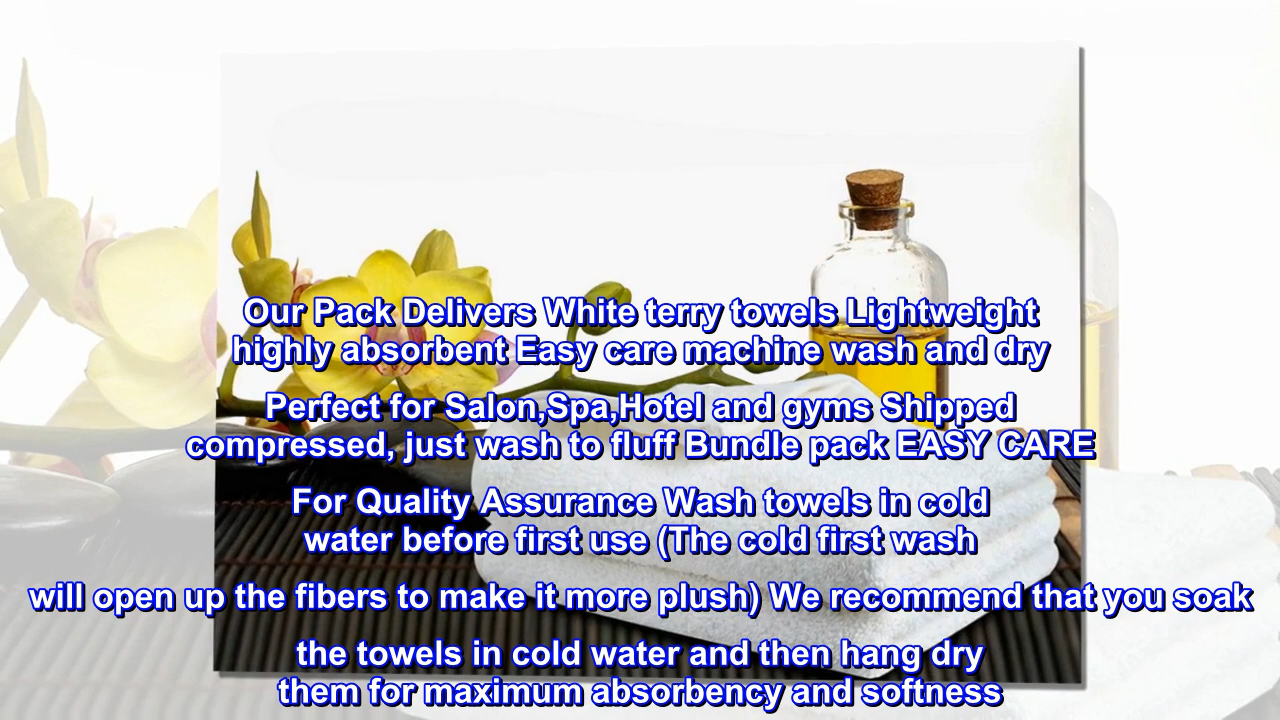 Our Pack Delivers White terry towels Lightweight
highly absorbent Easy care machine wash and dry
Perfect for Salon,Spa,Hotel and gyms Shipped
compressed, just wash to fluff Bundle pack EASY CARE
For Quality Assurance Wash towels in cold
water before first use (The cold first wash
will open up the fibers to make it more plush) We recommend that you soak
the towels in cold water and then hang dry
them for maximum absorbency and softness